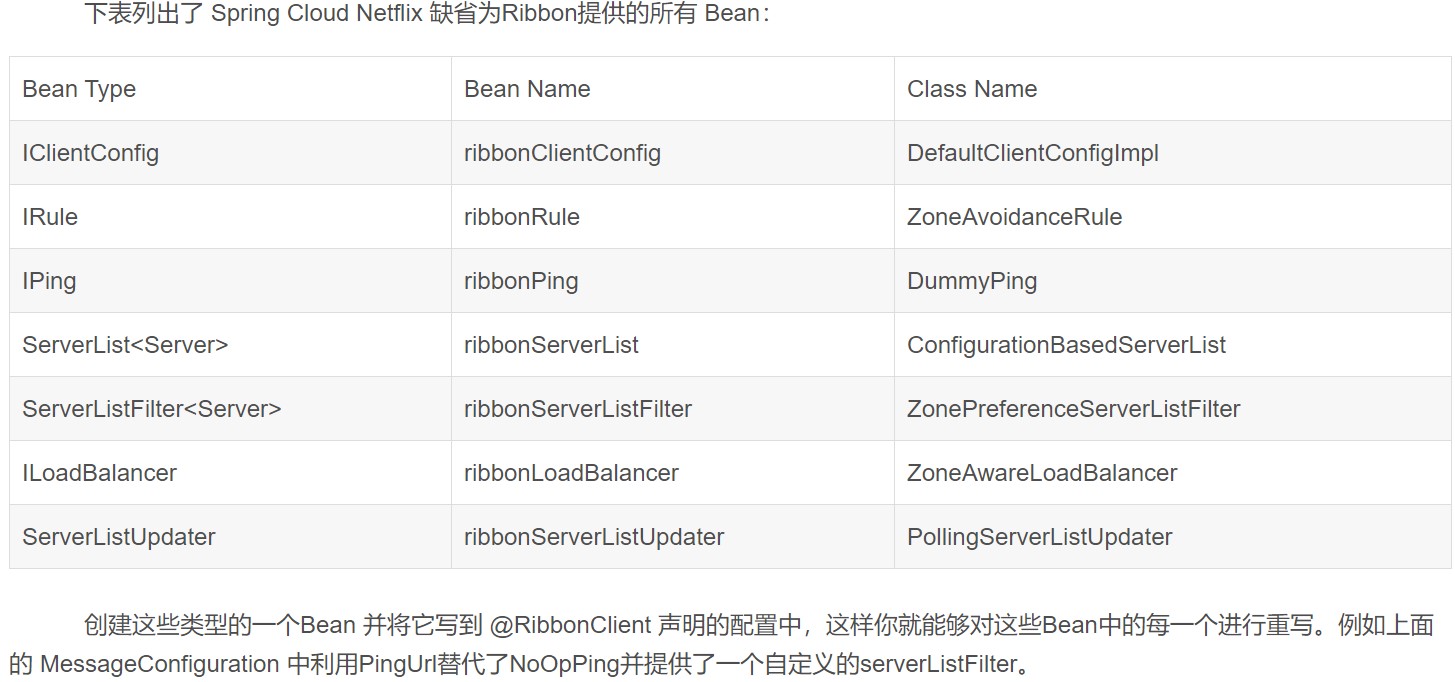 下表列出了 Spring Cloud Netflix 缺省为Ribbon提供的所有 Bean：
Bean Type Bean Name Class Name
IClientConfig ribbonClientConfig DefaultClientConfigImpl
IRule ribbonRule ZoneAvoidanceRule
IPing ribbonPing DummyPing
ServerList<Server> ribbonServerList ConfigurationBasedServerList
ServerListFilter<Server> ribbonServerListFilter ZonePreferenceServerListFilter
ILoadBalancer ribbonLoadBalancer ZoneAwareLoadBalancer
ServerListUpdater ribbonServerListUpdater PollingServerListUpdater
创建这些类型的一个Bean 并将它写到 @RibbonClient 声明的配置中，这样你就能够对这些Bean中的每一个进行重写。例如上面
的 MessageConfiguration 中利用PingUrl替代了NoOpPing并提供了一个自定义的serverListFilter。